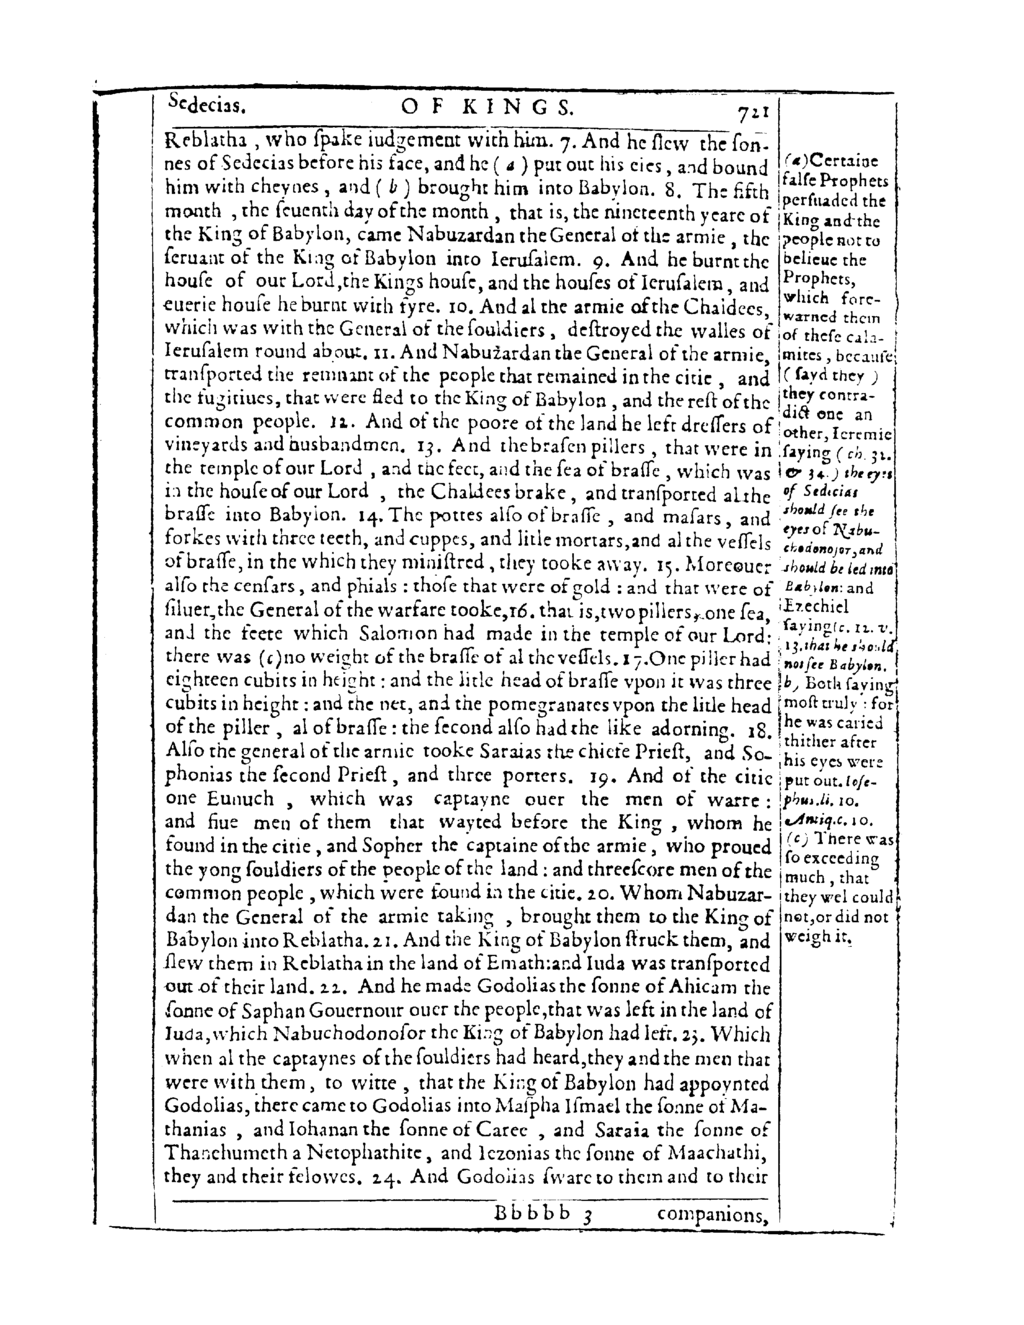 Sedecias. OF KINGS. 721
Reblatha, who ſpake iudgement with him. 7. And he ſlew the ſon-
nes of Sedecias before his face, and he (a) put out his eies, and bound
him with cheynes, and (b) brought him into Babylon. 8. The fifth
month, the ſeuenth day of the month, that is, the nineteenth yeare of
the King of Babylon, came Nabuzardan the General of the armie, the
ſeruant of the King of Babylon into Ieruſalem. 9. And he burnt the
houſe of our Lord, the Kings houſe, and the houſes of Ieruſalem, and
euerie houſe he burnt with fyre. 10. And al the armie of the Chaldees,
which was with the General of the ſouldiers, deſtroyed the walles of
Ieruſalem round about. 11. And Nabuzardan the General of the armie,
tranſported the remnant of the people that remained in the citie, and
the fugitiues, that were fled to the King of Babylon, and the reſt of the
common people. 12. And of the poore of the land he left dreſſers of
vineyards and husbandmen. 13. And the braſen pillers, that were in
the temple of our Lord, and the feet, and the ſea of braſſe, which was
in the houſe of our Lord, the Chaldees brake, and tranſported al the
braſſe into Babylon. 14. The pottes alſo of braſſe, and maſars, and
forkes with three teeth, and cuppes, and litle mortars, and al the veſſels
of braſſe, in the which they miniſtred, they tooke away. 15. Moreouer
alſo the cenſars, and phials: thoſe that were of gold: and that were of
ſiluer, the General of the warfare tooke, 16. that is, two pillers, one ſea,
and the feete which Salomon had made in the temple of our Lord:
there was (c) no weight of the braſſe of al the veſſels. 17. One piller had
eighteen cubits in height: and the litle head of braſſe vpon it was three
cubits in height: and the net, and the pomegranates vpon the litle head
of the piller, al of braſſe: the ſecond alſo had the like adorning. 18.
Alſo the general of the armie tooke Saraias the chiefe Prieſt, and So-
phonias the ſecond Prieſt, and three porters. 19. And of the citie
one Eunuch, which was captayne ouer the men of warre:
and fiue men of them that wayted before the King, whom he
found in the citie, and Sopher the captaine of the armie, who proued
the yong ſouldiers of the people of the land: and threeſcore men of the
common people, which were found in the citie. 20. Whom Nabuzar-
dan the General of the armie taking, brought them to the King of
Babylon into Reblatha. 21. And the King of Babylon ſtruck them, and
ſlew them in Reblatha in the land of Emath: and Iuda was tranſported
out of their land. 22. And he made Godolias the ſonne of Ahicam the
ſonne of Saphan Gouernour ouer the people, that was left in the land of
Iuda, which Nabuchodonoſor the King of Babylon had left. 23. Which
when al the captaynes of the ſouldiers had heard, they and the men that
were with them, to witte, that the King of Babylon had appoynted
Godolias, there came to Godolias into Maſpha Iſmael the ſonne of Ma-
thanias, and Iohanan the ſonne of Caree, and Saraia the ſonne of
Thanehumeth a Netophathite, and Iezonias the ſonne of Maachathi,
they and their felowes. 24. And Godolias ſware to them and to their
Bbbbb 3 companions,
(a) Certaine
falſe Prophets
perſuaded the
King and the
people not to
belieue the
Prophets,
which fore-
warned them
of theſe cala-
mites, becauſe
(ſayd they)
they contra-
dict one an
other, Ieremie
ſaying (ch. 32.
& 34.) the eyes
of Sedecias
should ſee the
eyes of Nabu-
chodonoſor, and
should be led into
Babylon: and
Ezechiel
ſaying (c. 12. v.
13. that he should
not ſee Babylon.
b) Both ſaying
moſt truly: for
he was caried
thither after
his eyes were
put out. Ioſe-
phus. li. 10.
Antiq. c. 10.
(c) There was
ſo exceeding
much, that
they wel could
not, or did not
weigh it.